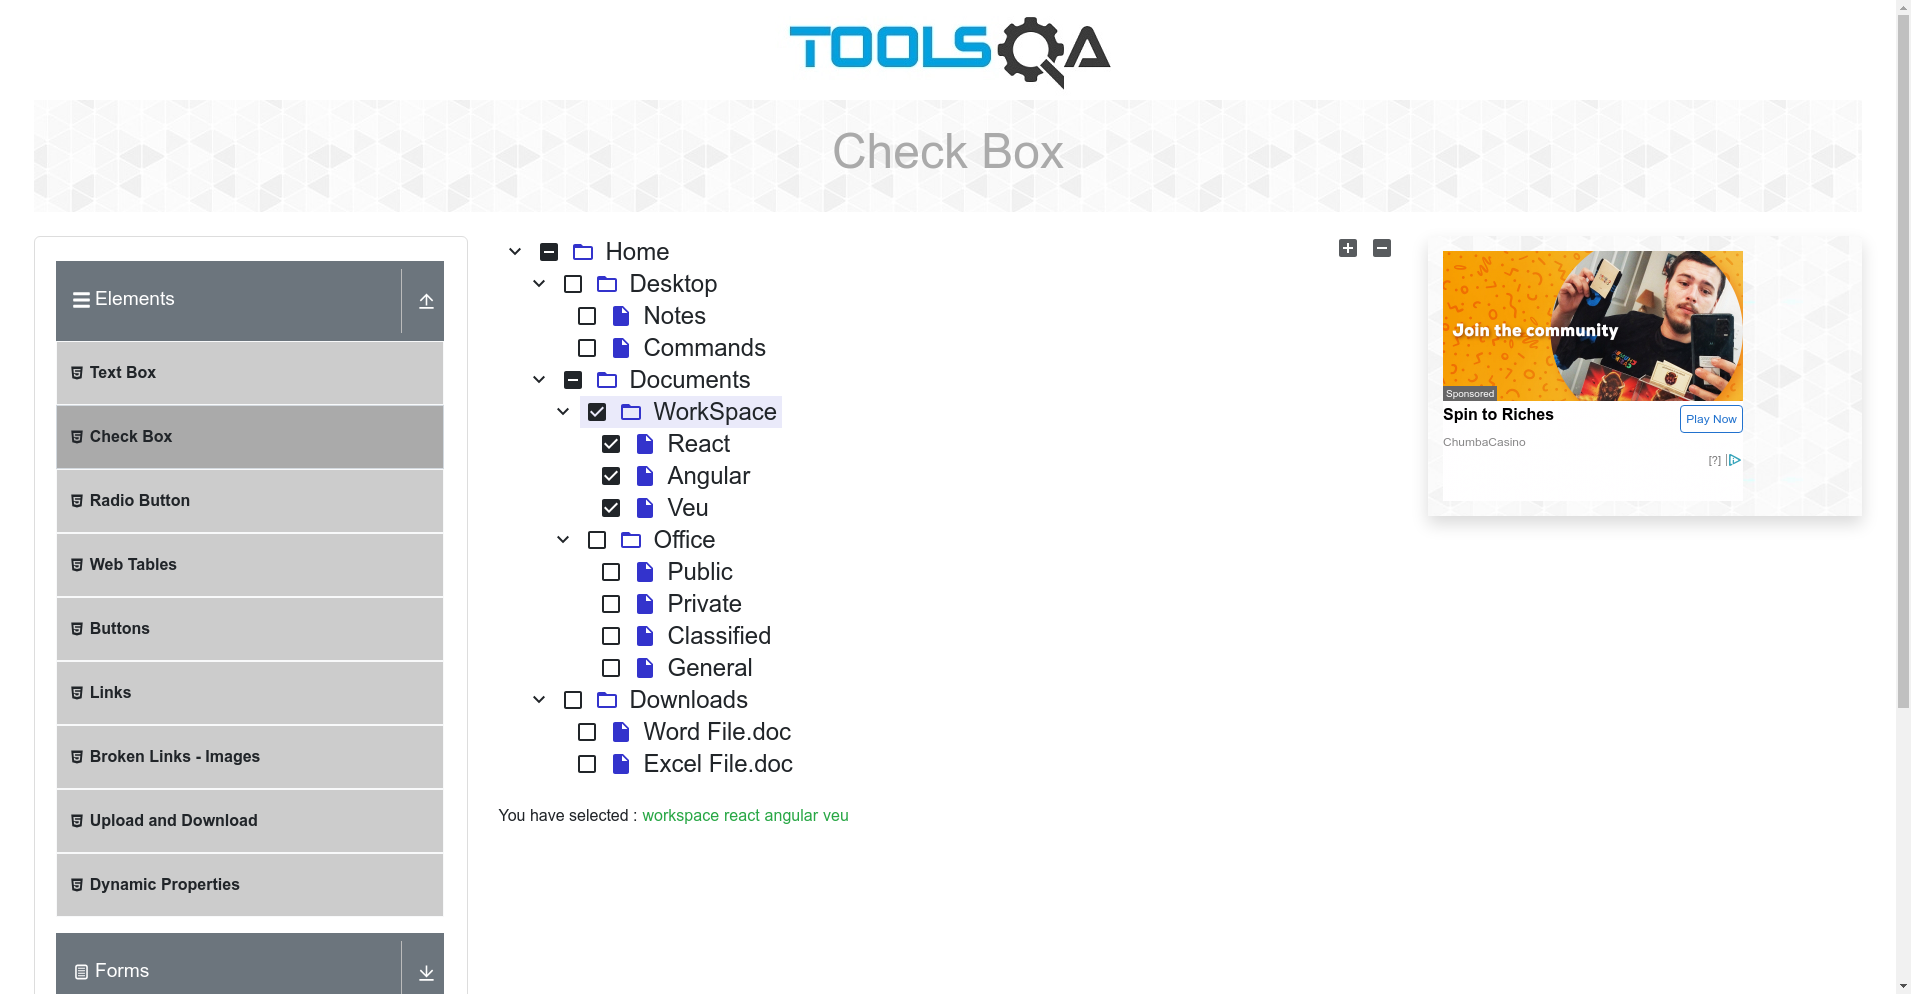 TOOLSQA
Check Box
Elements
Text Box
Check Box
Radio Button
Web Tables
Buttons
Links
Broken Links - Images
Upload and Download
Dynamic Properties
Forms
Home
Desktop
Notes
Commands
Documents
WorkSpace
React
Angular
Veu
Office
Public
Private
Classified
General
Downloads
Word File.doc
Excel File.doc
You have selected : workspace react angular veu
Join the community
Sponsored
Spin to Riches
Play Now
ChumbaCasino
[?]